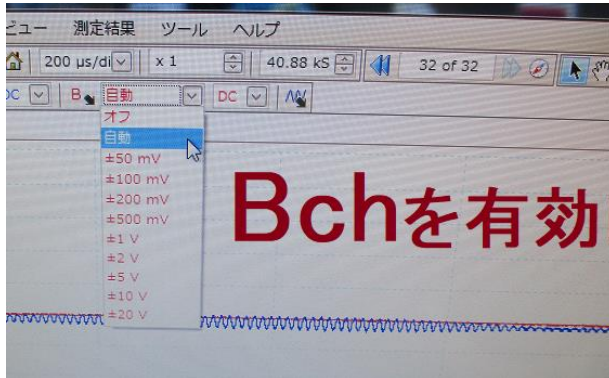 ビュー 測定結果 ツール ヘルプ
200 µs/di x 1 40.88 kS 32 of 32
DC B 自動 DC
オフ
自動
±50 mV
±100 mV
±200 mV
±500 mV
±1 V
±2 V
±5 V
±10 V
±20 V
Bchを有効